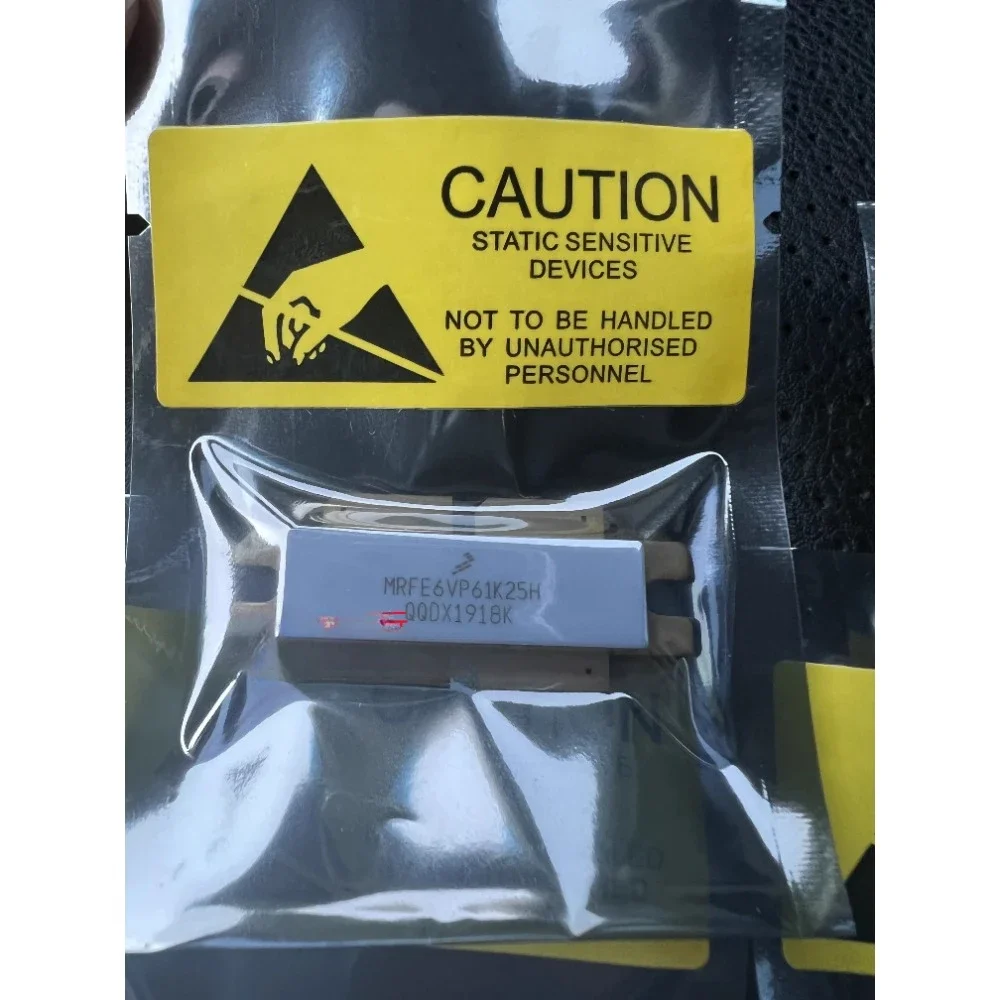 CAUTION
STATIC SENSITIVE
DEVICES
NOT TO BE HANDLED
BY UNAUTHORISED
PERSONNEL
MRFE6VP61K25H
QQDX1918K